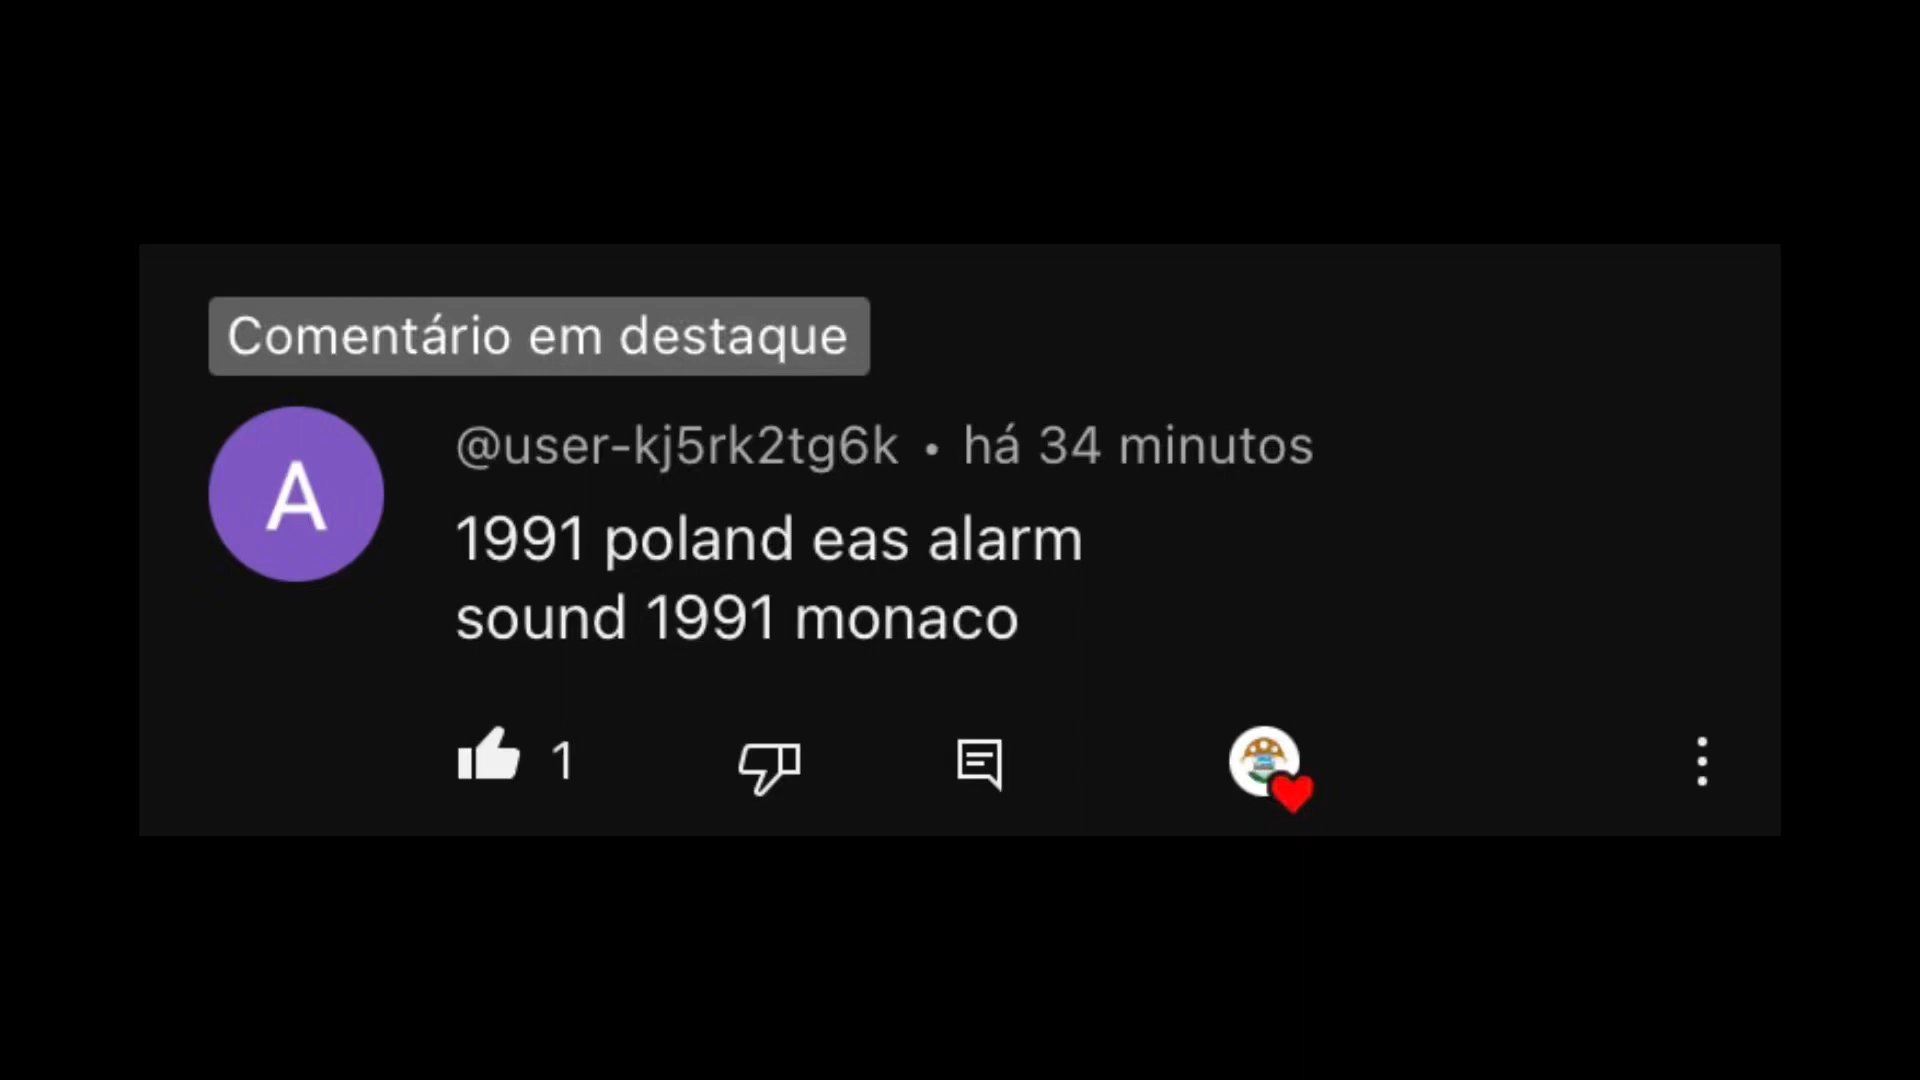 Comentário em destaque
A
@user-kj5rk2tg6k • há 34 minutos
1991 poland eas alarm
sound 1991 monaco
1